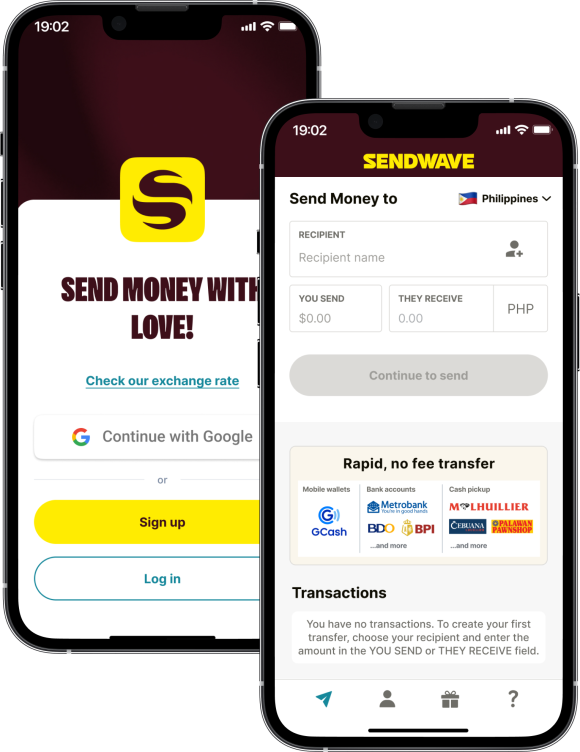 19:02
SEND MONEY WITH
LOVE!
Check our exchange rate
Continue with Google
or
Sign up
Log in
19:02
SENDWAVE
Send Money to
Philippines
RECIPIENT
Recipient name
YOU SEND
$0.00
THEY RECEIVE
0.00
PHP
Continue to send
Rapid, no fee transfer
Mobile wallets
GCash
Bank accounts
Metrobank
You're in good hands
BDO
BPI
...and more
Cash pickup
MLHUILLIER
CEBUANA
PALAWAN
PAWNSHOP
...and more
Transactions
You have no transactions. To create your first
transfer, choose your recipient and enter the
amount in the YOU SEND or THEY RECEIVE field.
?